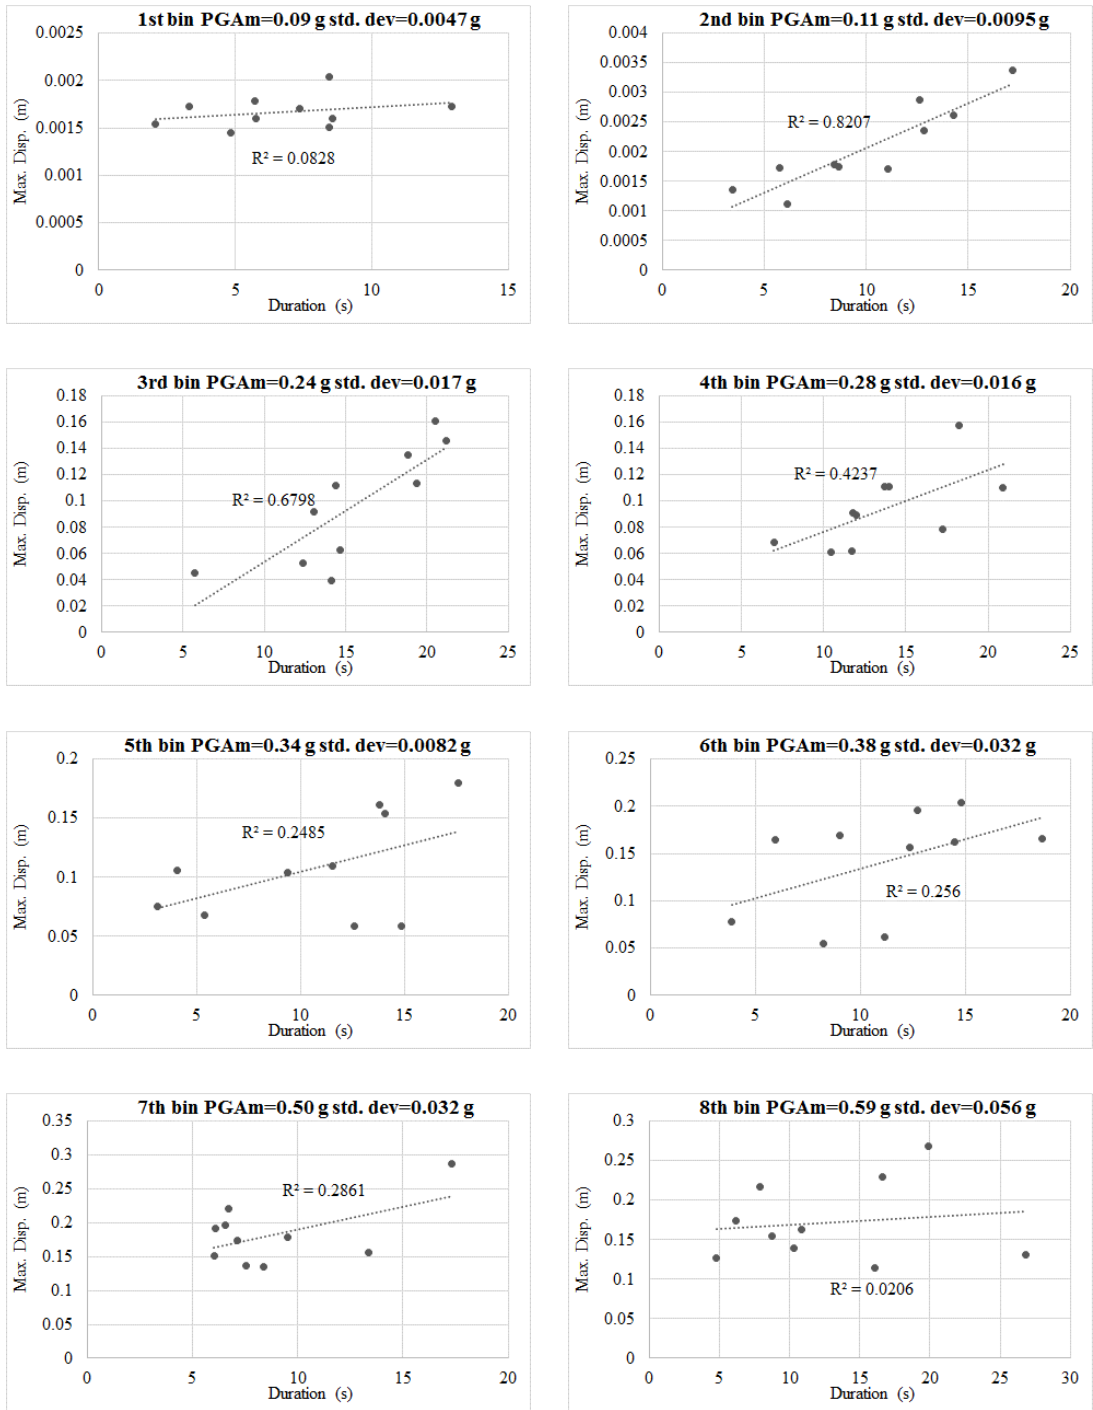 1st bin PGAm=0.09 g std. dev=0.0047 g
0.0025
0.002
0.0015
0.001
0.0005
0
Max. Disp. (m)
R² = 0.0828
0 5 10 15
Duration (s)
2nd bin PGAm=0.11 g std. dev=0.0095 g
0.004
0.0035
0.003
0.0025
0.002
0.0015
0.001
0.0005
0
Max. Disp. (m)
R² = 0.8207
0 5 10 15 20
Duration (s)
3rd bin PGAm=0.24 g std. dev=0.017 g
0.18
0.16
0.14
0.12
0.1
0.08
0.06
0.04
0.02
0
Max. Disp. (m)
R² = 0.6798
0 5 10 15 20 25
Duration (s)
4th bin PGAm=0.28 g std. dev=0.016 g
0.18
0.16
0.14
0.12
0.1
0.08
0.06
0.04
0.02
0
Max. Disp. (m)
R² = 0.4237
0 5 10 15 20 25
Duration (s)
5th bin PGAm=0.34 g std. dev=0.0082 g
0.2
0.15
0.1
0.05
0
Max. Disp. (m)
R² = 0.2485
0 5 10 15 20
Duration (s)
6th bin PGAm=0.38 g std. dev=0.032 g
0.25
0.2
0.15
0.1
0.05
0
Max. Disp. (m)
R² = 0.256
0 5 10 15 20
Duration (s)
7th bin PGAm=0.50 g std. dev=0.032 g
0.35
0.3
0.25
0.2
0.15
0.1
0.05
0
Max. Disp. (m)
R² = 0.2861
0 5 10 15 20
Duration (s)
8th bin PGAm=0.59 g std. dev=0.056 g
0.3
0.25
0.2
0.15
0.1
0.05
0
Max. Disp. (m)
R² = 0.0206
0 5 10 15 20 25 30
Duration (s)